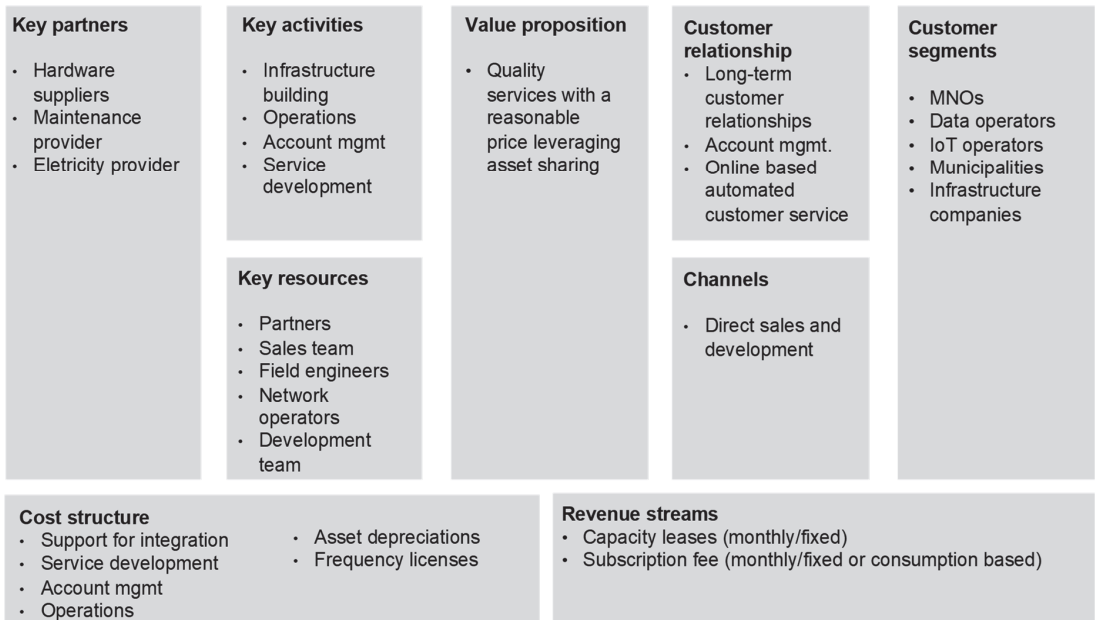 Key partners
• Hardware
suppliers
• Maintenance
provider
• Eletricity provider
Key activities
• Infrastructure
building
• Operations
• Account mgmt
• Service
development
Key resources
• Partners
• Sales team
• Field engineers
• Network
operators
• Development
team
Value proposition
• Quality
services with a
reasonable
price leveraging
asset sharing
Customer
relationship
• Long-term
customer
relationships
• Account mgmt.
• Online based
automated
customer service
Channels
• Direct sales and
development
Customer
segments
• MNOs
• Data operators
• IoT operators
• Municipalities
• Infrastructure
companies
Cost structure
• Support for integration
• Service development
• Account mgmt
• Operations
• Asset depreciations
• Frequency licenses
Revenue streams
• Capacity leases (monthly/fixed)
• Subscription fee (monthly/fixed or consumption based)